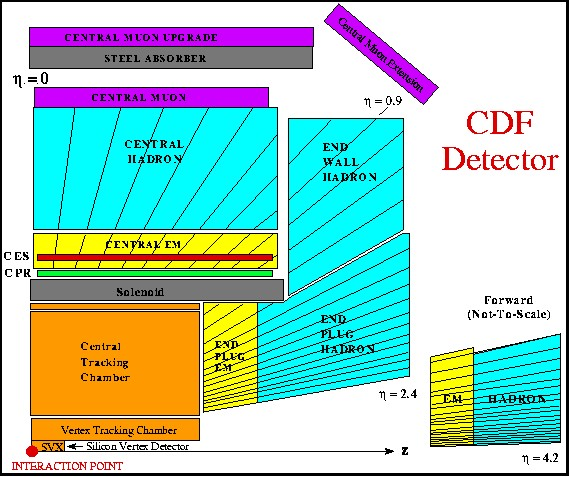 CENTRAL MUON UPGRADE
STEEL ABSORBER
Central Muon Extension
η = 0
CENTRAL MUON
η = 0.9
CDF
Detector
CENTRAL
HADRON
END
WALL
HADRON
CENTRAL EM
CES
CPR
Solenoid
Forward
(Not-To-Scale)
Central
Tracking
Chamber
END
PLUG
EM
END
PLUG
HADRON
η = 2.4
EM
HADRON
Vertex Tracking Chamber
SVX
Silicon Vertex Detector
Z
η = 4.2
INTERACTION POINT